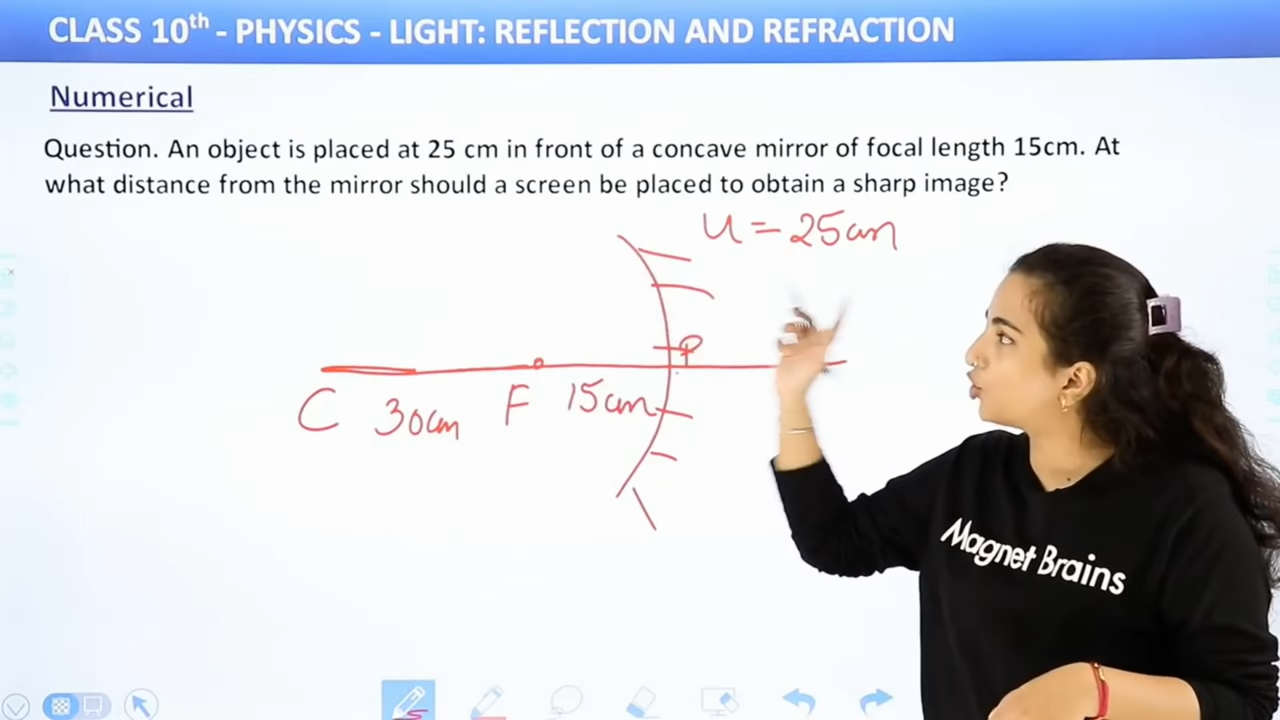 CLASS 10th - PHYSICS - LIGHT: REFLECTION AND REFRACTION
Numerical
Question. An object is placed at 25 cm in front of a concave mirror of focal length 15cm. At
what distance from the mirror should a screen be placed to obtain a sharp image?
u = 25cm
P
C 30cm F 15cm
Magnet Brains